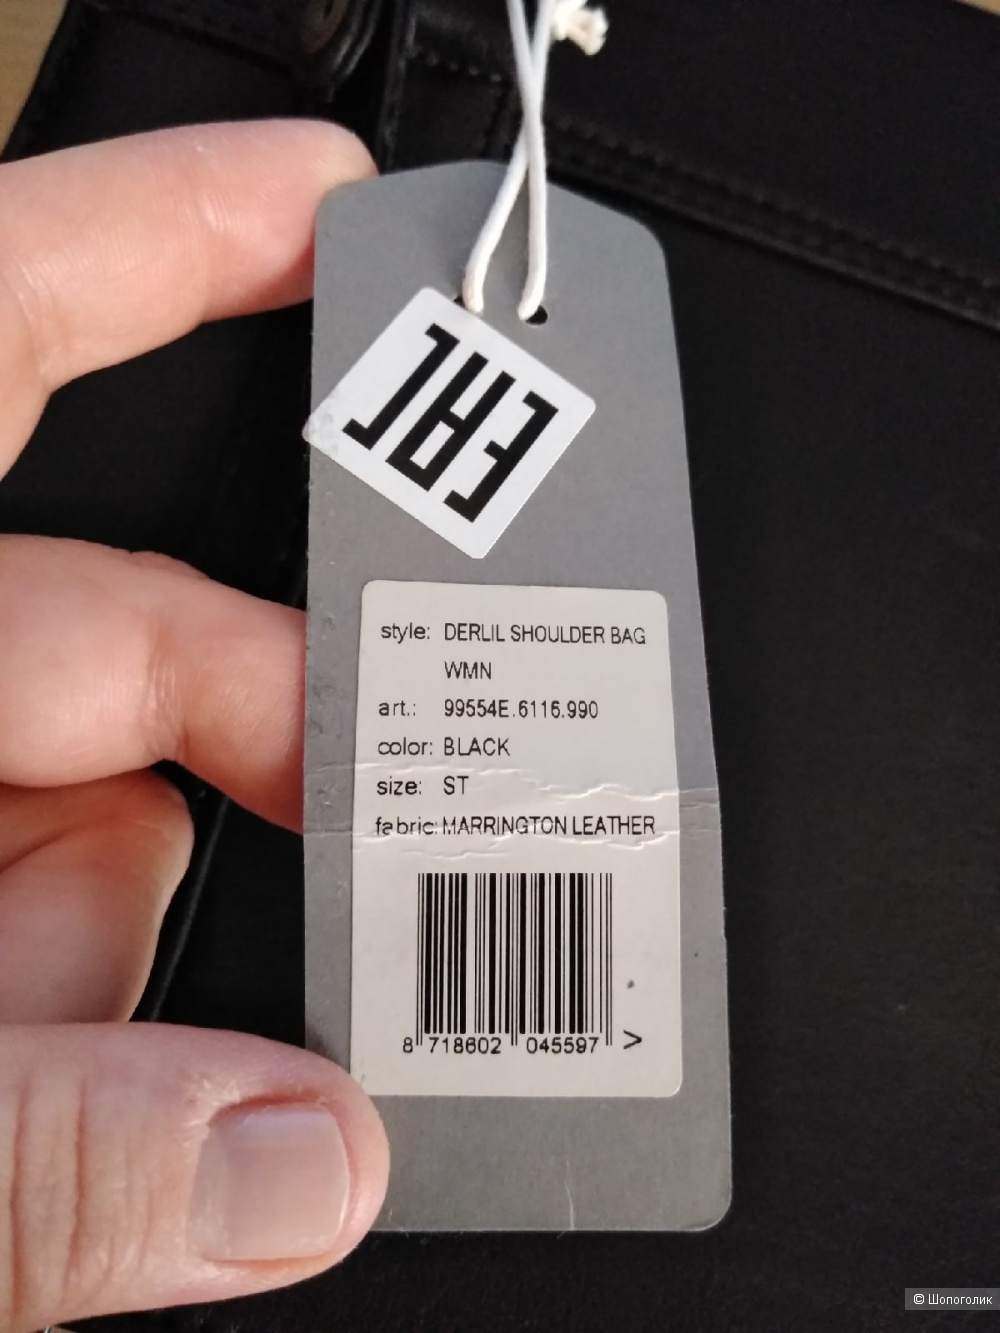 style: DERLIL SHOULDER BAG
WMN
art.: 99554E.6116.990
color: BLACK
size: ST
fabric: MARRINGTON LEATHER
8 718602 045597 >
© Шопоголик